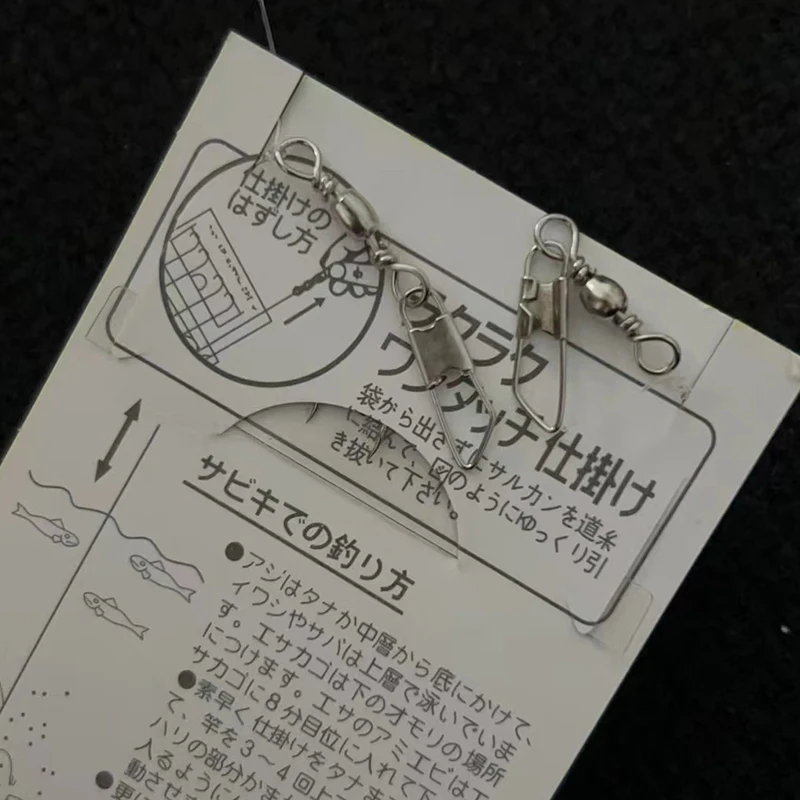 仕掛けの
はずし方
ラクラク
ワンタッチ仕掛け
袋から出さず、サルカンを道糸
に結んで、図のようにゆっくり引
き抜いて下さい。
サビキでの釣り方
●アジはタナが中層から底にかけて、
イワシやサバは上層で泳いでいま
す。エサカゴは下のオモリの場所
につけます。エサのアミエビはエ
サカゴに8分目位に入れて下
●素早く仕掛けをタナま
て、竿を3〜4回上
ハリの部分がま
入るように
動させ
●更に